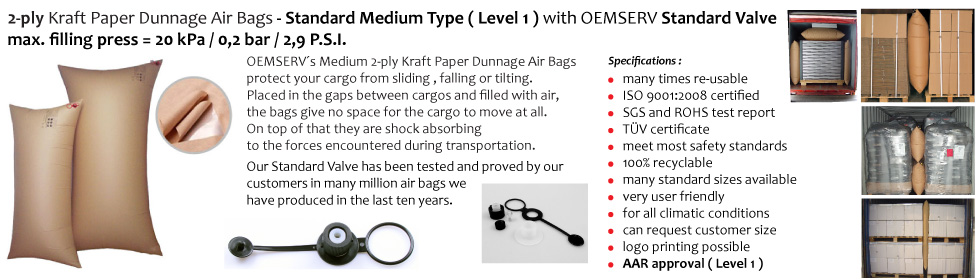 2-ply Kraft Paper Dunnage Air Bags - Standard Medium Type ( Level 1 ) with OEMSERV Standard Valve
max. filling press = 20 kPa / 0,2 bar / 2,9 P.S.I.
OEMSERV´s Medium 2-ply Kraft Paper Dunnage Air Bags
protect your cargo from sliding , falling or tilting.
Placed in the gaps between cargos and filled with air,
the bags give no space for the cargo to move at all.
On top of that they are shock absorbing
to the forces encountered during transportation.
Our Standard Valve has been tested and proved by our
customers in many million air bags we
have produced in the last ten years.
Specifications :
many times re-usable
ISO 9001:2008 certified
SGS and ROHS test report
TÜV certificate
meet most safety standards
100% recyclable
many standard sizes available
very user friendly
for all climatic conditions
can request customer size
logo printing possible
AAR approval ( Level 1 )